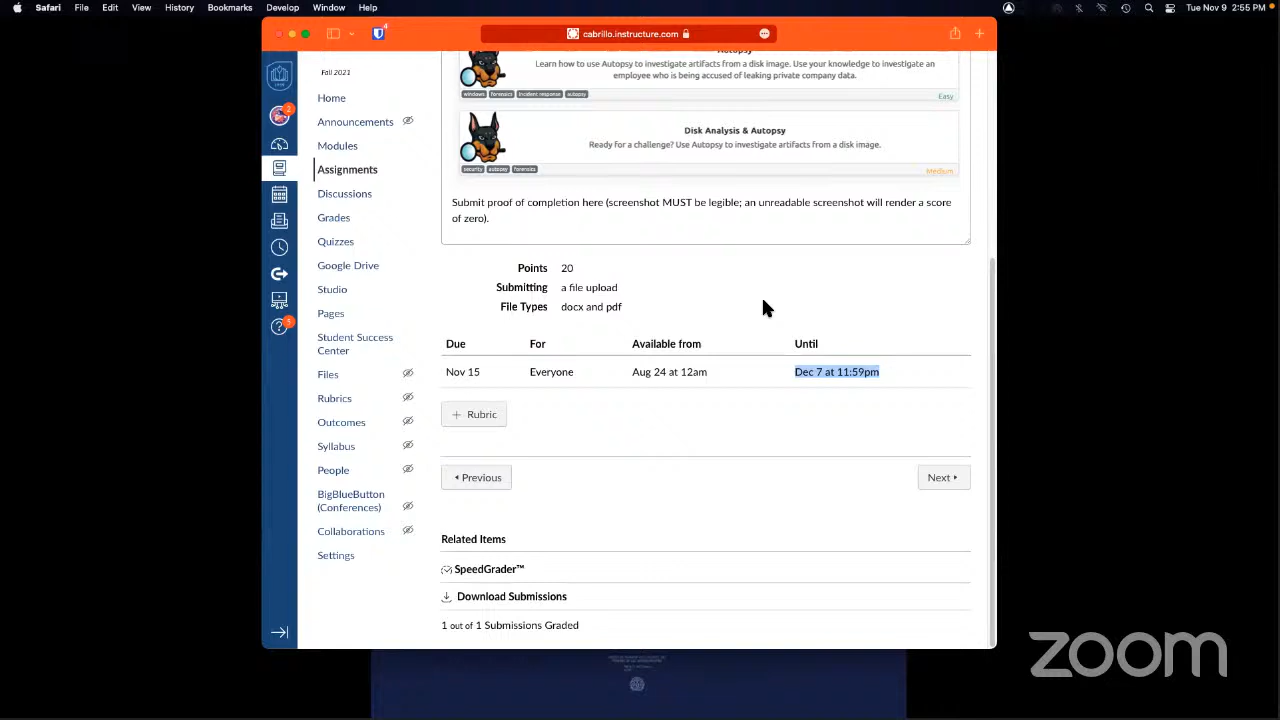 Safari File Edit View History Bookmarks Develop Window Help Tue Nov 9 2:55 PM
4
cabrillo.instructure.com
Fall 2021
Home
Announcements
Modules
Assignments
Discussions
Grades
Quizzes
Google Drive
Studio
Pages
Student Success
Center
Files
Rubrics
Outcomes
Syllabus
People
BigBlueButton
(Conferences)
Collaborations
Settings
2
5
Autopsy
Learn how to use Autopsy to investigate artifacts from a disk image. Use your knowledge to investigate an
employee who is being accused of leaking private company data.
windows forensics incident response autopsy
Easy
Disk Analysis & Autopsy
Ready for a challenge? Use Autopsy to investigate artifacts from a disk image.
security autopsy forensics
Medium
Submit proof of completion here (screenshot MUST be legible; an unreadable screenshot will render a score
of zero).
Points 20
Submitting a file upload
File Types docx and pdf
Due For Available from Until
Nov 15 Everyone Aug 24 at 12am Dec 7 at 11:59pm
+ Rubric
Previous
Next
Related Items
SpeedGrader™
Download Submissions
1 out of 1 Submissions Graded
zoom